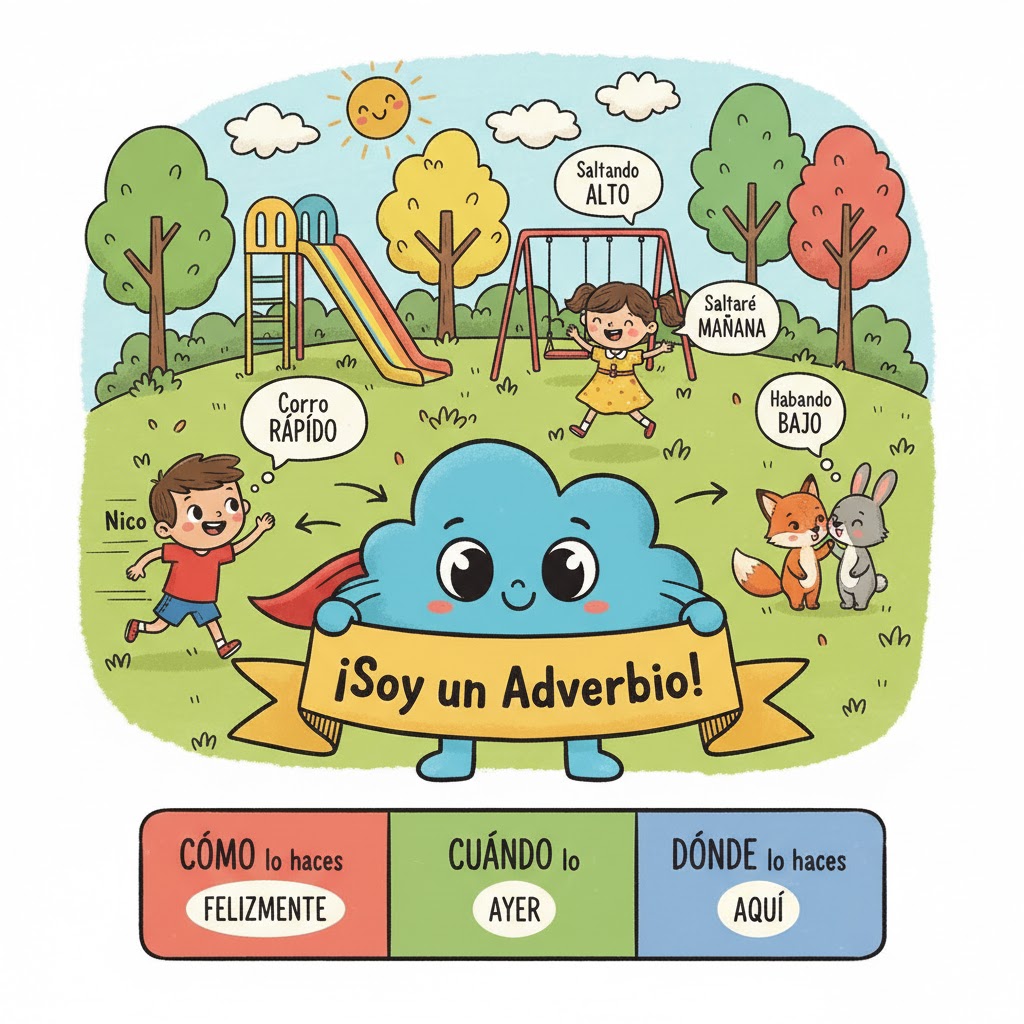 Saltando
ALTO
Saltaré
MAÑANA
Corro
RÁPÍDO
Habando
BAJO
Nico
¡Soy un Adverbio!
CÓMO lo haces
FELIZMENTE
CUÁNDO lo
AYER
DÓNDE lo haces
AQUÍ